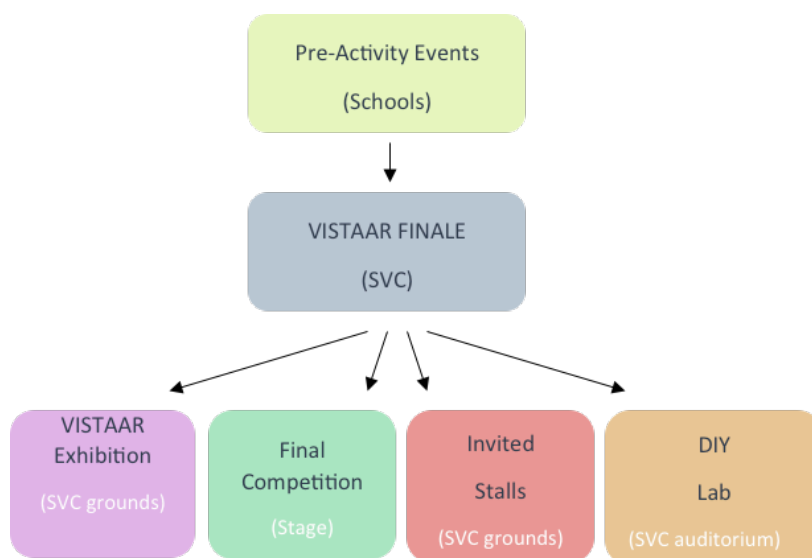 Pre-Activity Events
(Schools)
VISTAAR FINALE
(SVC)
VISTAAR
Exhibition
(SVC grounds)
Final
Competition
(Stage)
Invited
Stalls
(SVC grounds)
DIY
Lab
(SVC auditorium)